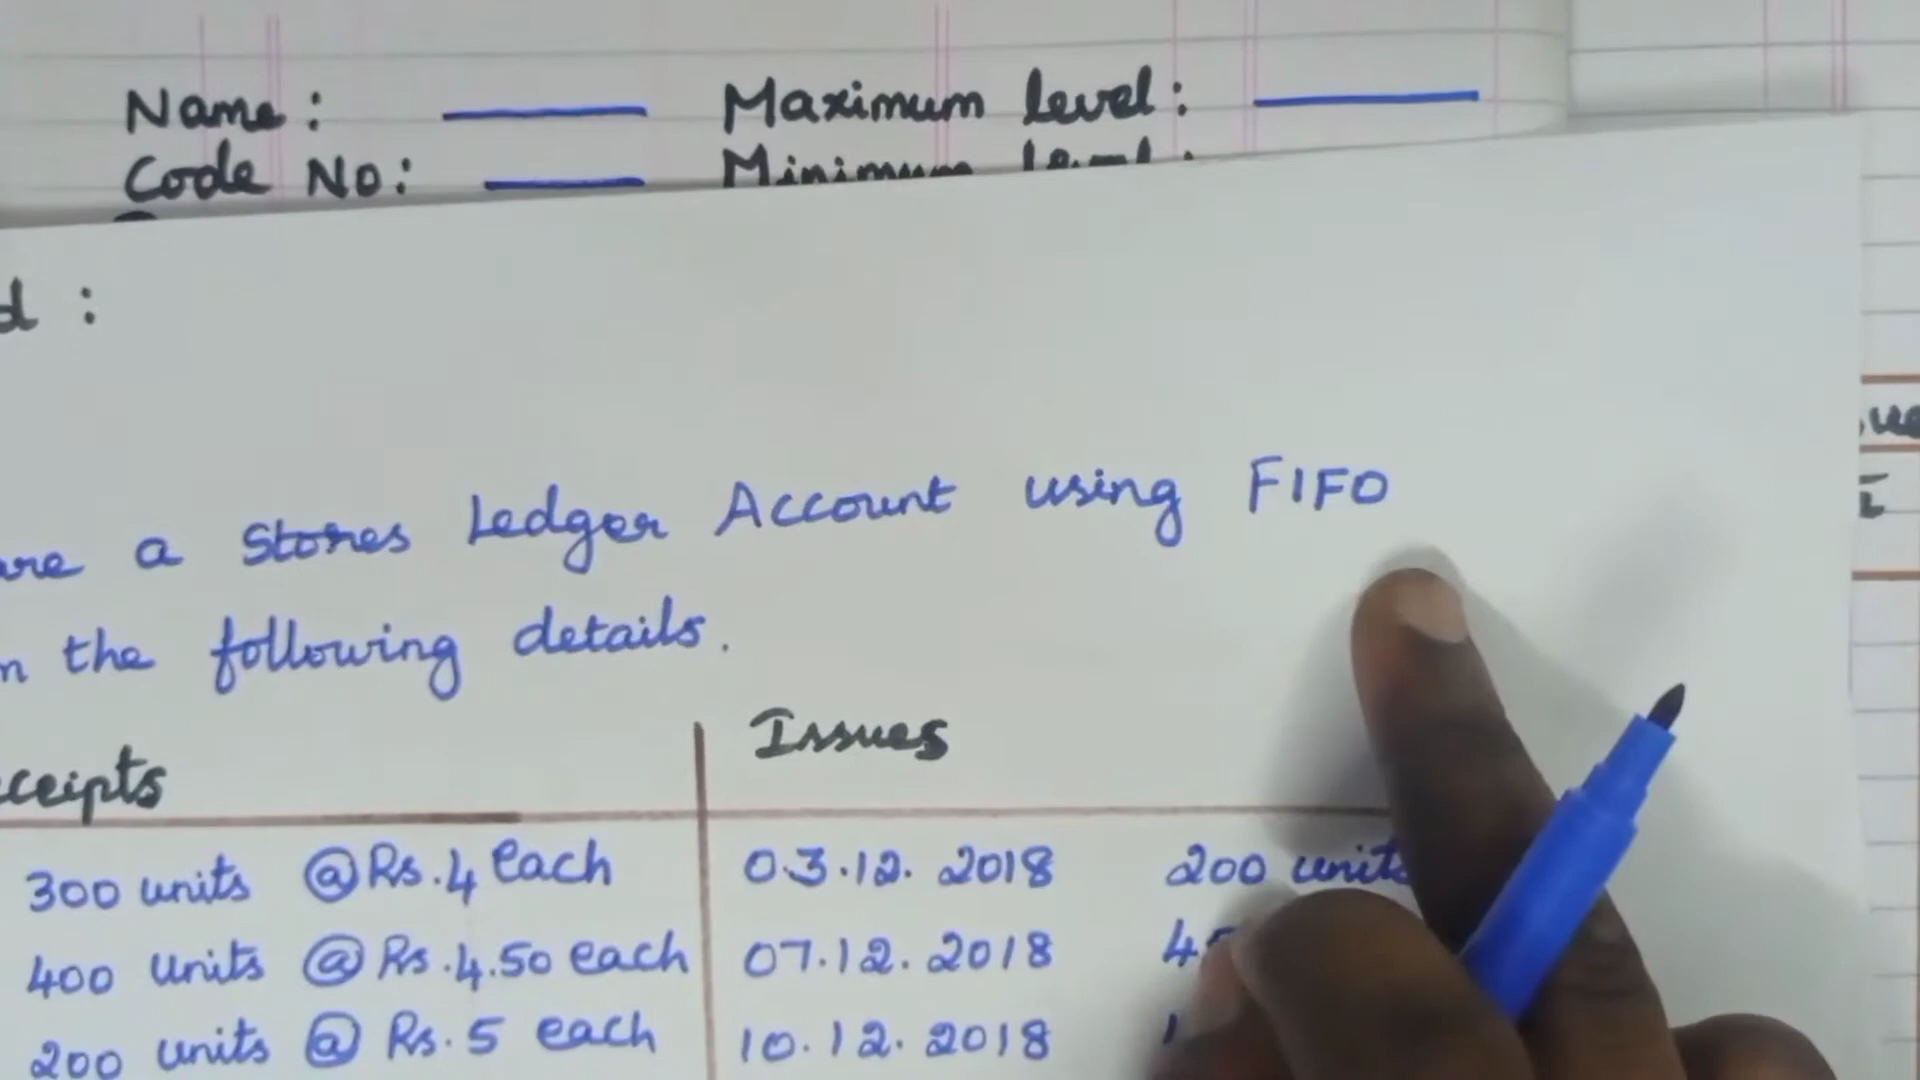 Name: Maximum level:
Code No: Minimum level:
d :
a Stores Ledger Account using FIFO
the following details.
Issues
300 units @ Rs.4 each 03.12.2018 200 units
400 units @ Rs.4.50 each 07.12.2018
200 units @ Rs.5 each 10.12.2018